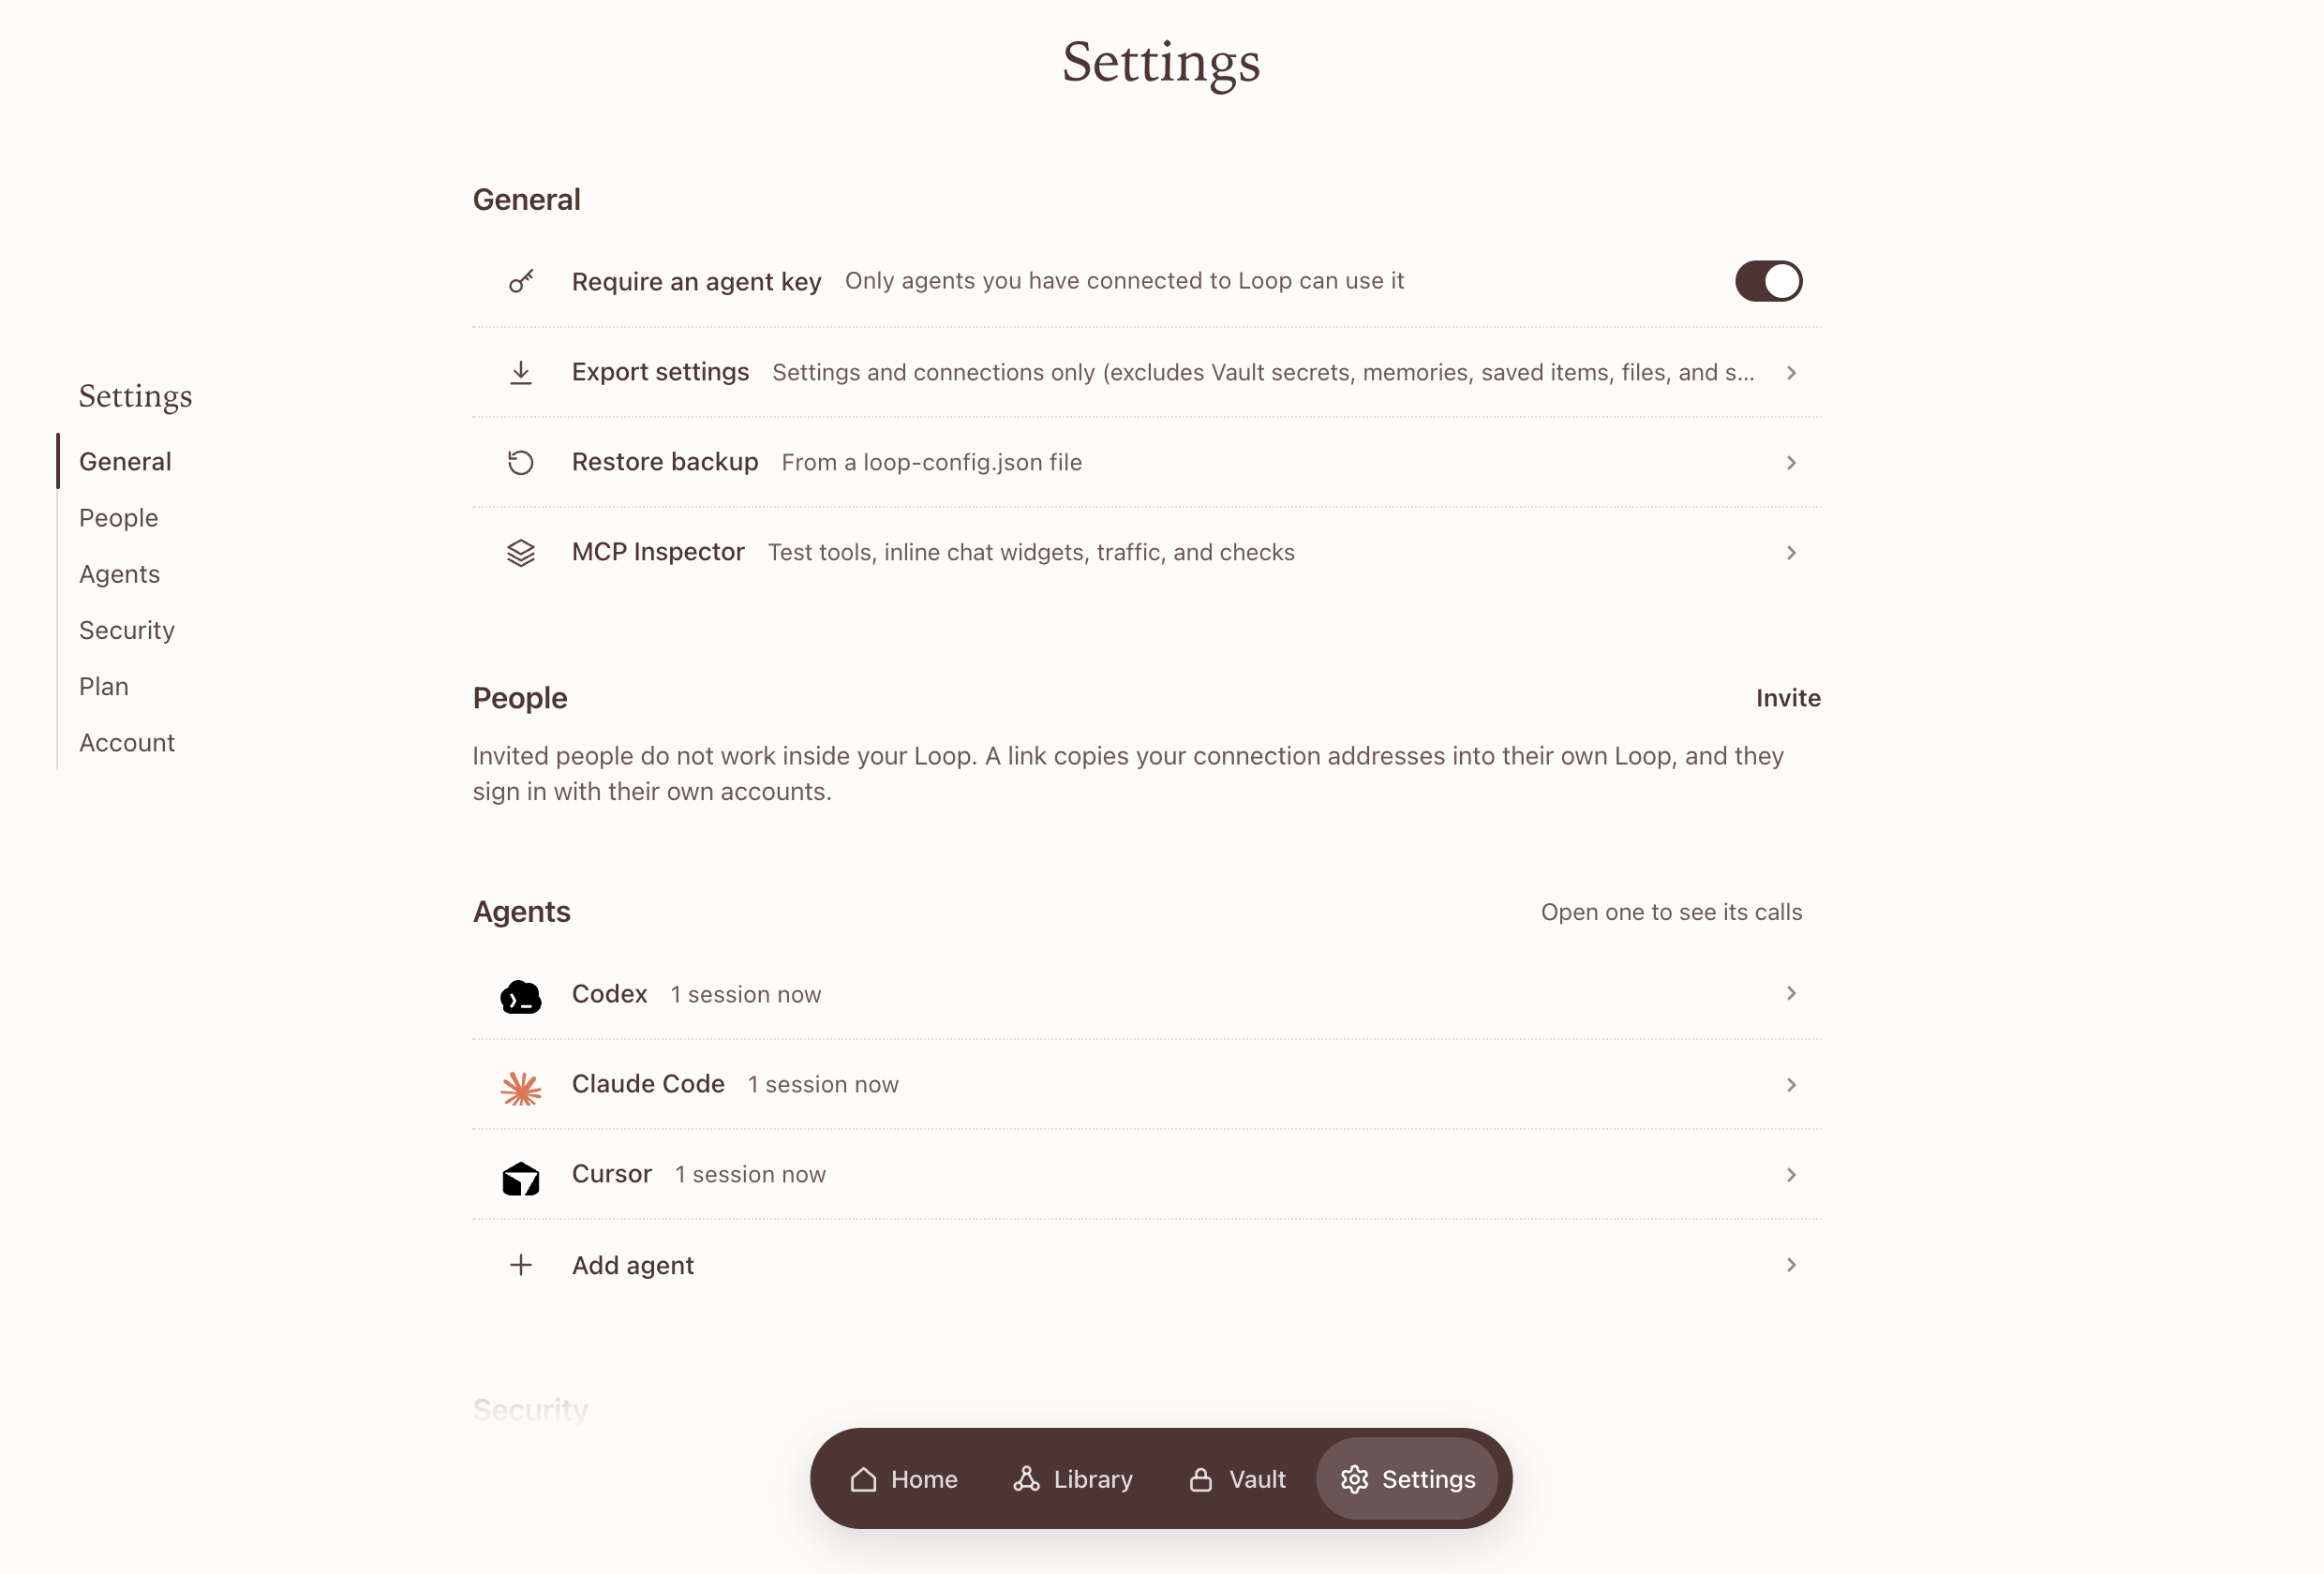 Settings
General
Require an agent key Only agents you have connected to Loop can use it
Export settings Settings and connections only (excludes Vault secrets, memories, saved items, files, and s...
Restore backup From a loop-config.json file
MCP Inspector Test tools, inline chat widgets, traffic, and checks
Settings
General
People
Agents
Security
Plan
Account
People Invite
Invited people do not work inside your Loop. A link copies your connection addresses into their own Loop, and they
sign in with their own accounts.
Agents Open one to see its calls
Codex 1 session now
Claude Code 1 session now
Cursor 1 session now
Add agent
Security
Home Library Vault Settings